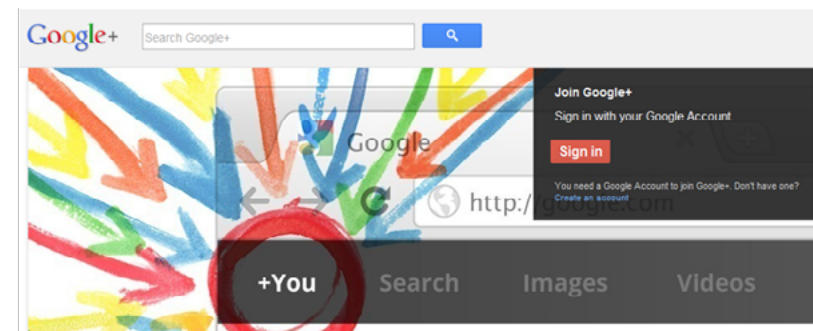 Google+
Search Google+
Join Google+
Sign in with your Google Account
Sign in
You need a Google Account to join Google+. Don't have one?
Create an account
Google
http://google.com
+You Search Images Videos